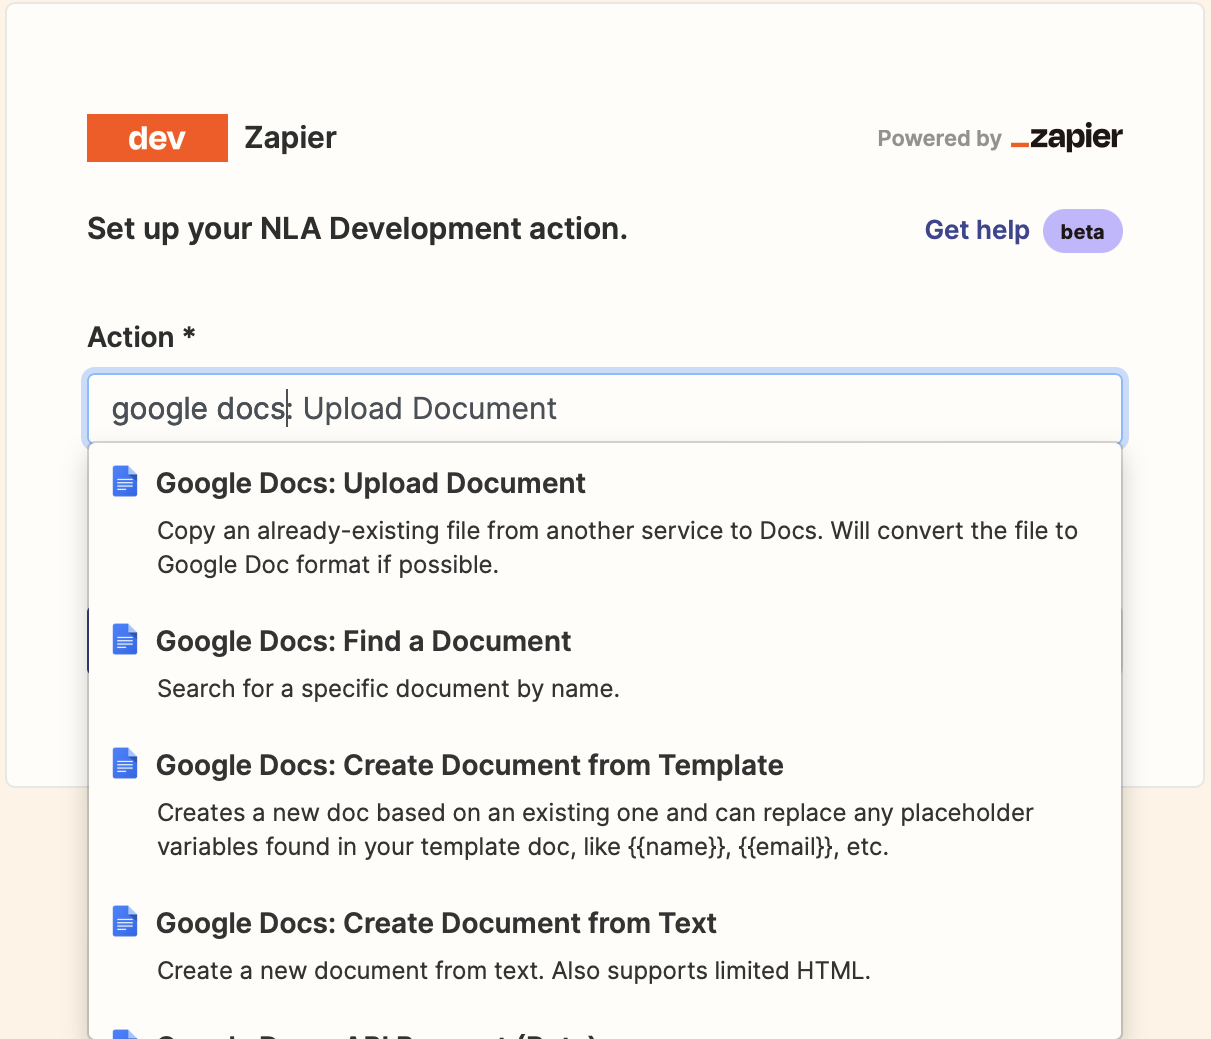 dev Zapier
Powered by zapier
Set up your NLA Development action.
Get help beta
Action *
google docs: Upload Document
Google Docs: Upload Document
Copy an already-existing file from another service to Docs. Will convert the file to
Google Doc format if possible.
Google Docs: Find a Document
Search for a specific document by name.
Google Docs: Create Document from Template
Creates a new doc based on an existing one and can replace any placeholder
variables found in your template doc, like {{name}}, {{email}}, etc.
Google Docs: Create Document from Text
Create a new document from text. Also supports limited HTML.
Google Docs: API Request (Beta)